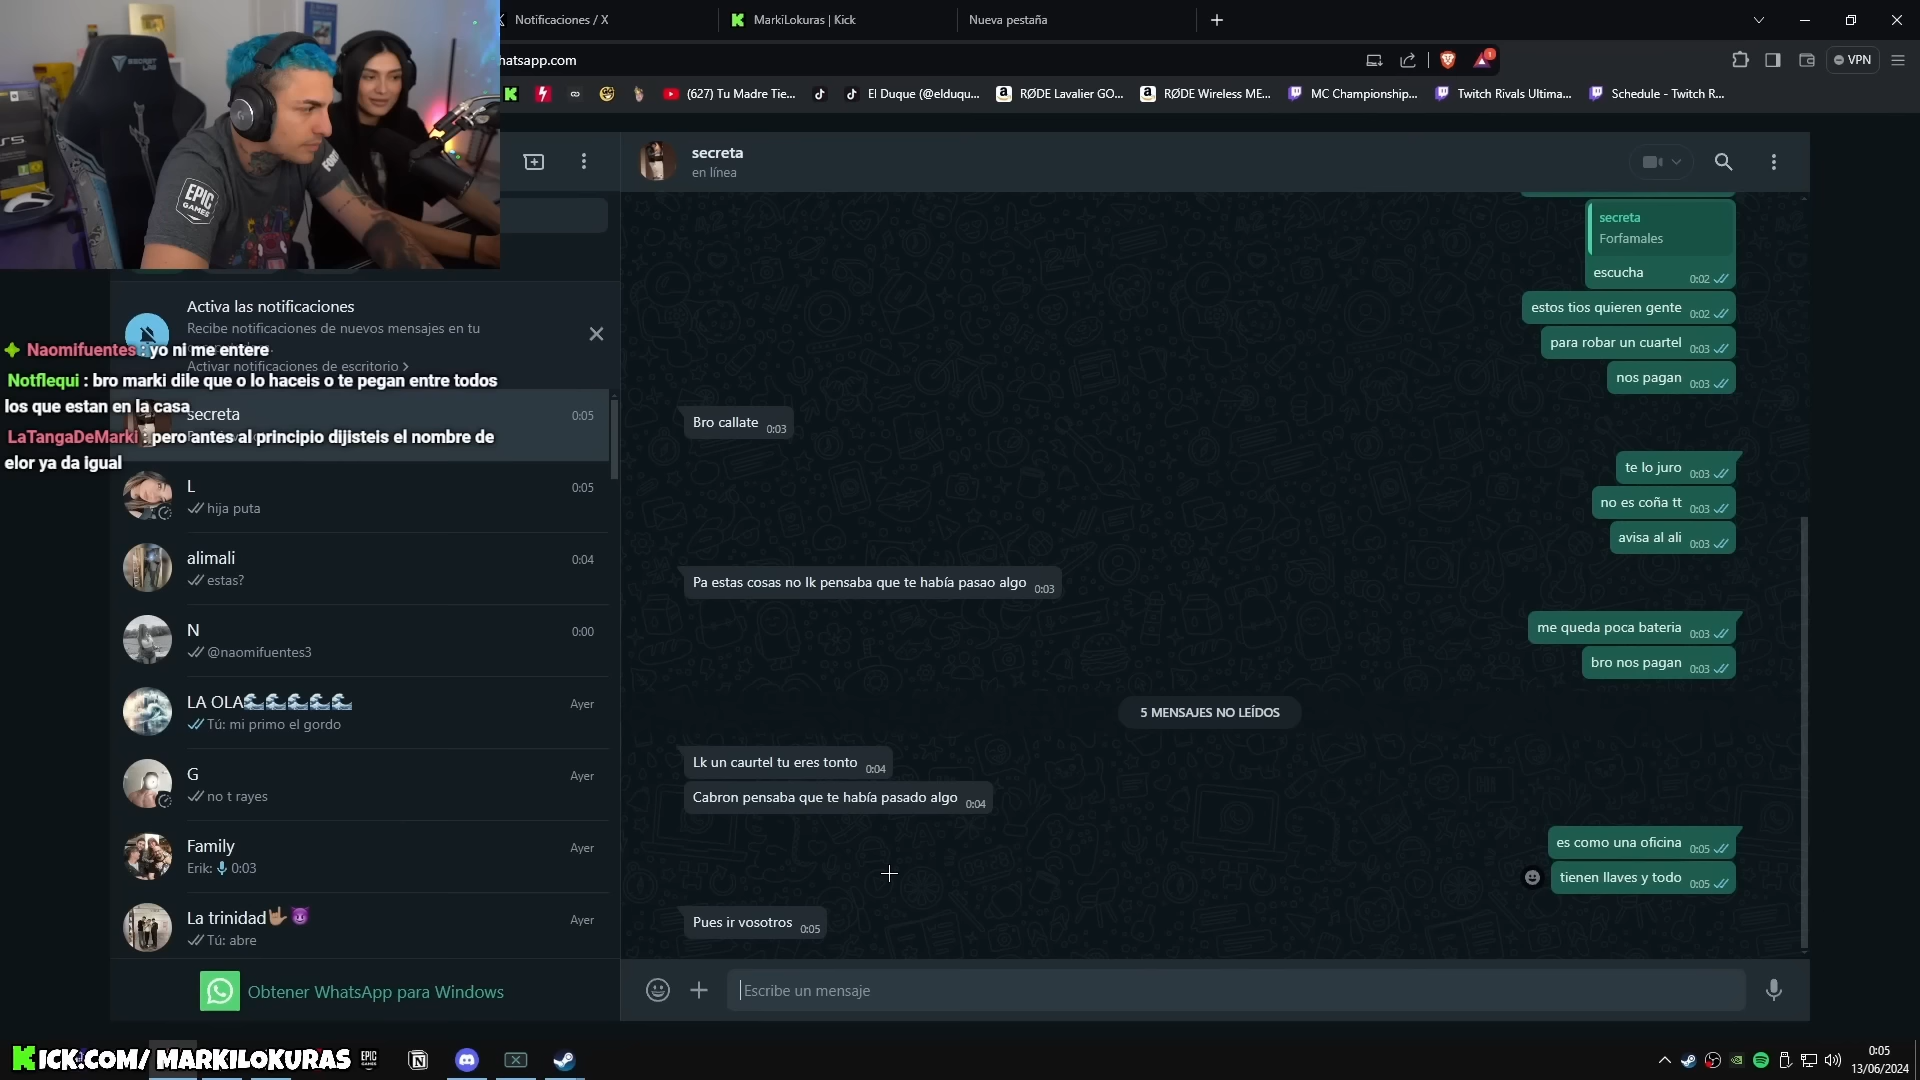 Notificaciones / X
MarkiLokuras | Kick
Nueva pestaña
hatsapp.com
1
VPN
(627) Tu Madre Tie...
El Duque (@elduqu...
RØDE Lavalier GO...
RØDE Wireless ME...
MC Championship...
Twitch Rivals Ultima...
Schedule - Twitch R...
EPIC
GAMES
secreta
en línea
Activa las notificaciones
Recibe notificaciones de nuevos mensajes en tu
Activar notificaciones de escritorio >
Naomifuentes : yo ni me entere
Notflequi : bro marki dile que o lo haceis o te pegan entre todos
los que estan en la casa
LaTangaDeMarki : pero antes al principio dijisteis el nombre de
elor ya da igual
secreta
0:05
L
0:05
hija puta
alimali
0:04
estas?
N
0:00
@naomifuentes3
LA OLA🌊🌊🌊🌊🌊
Ayer
Tú: mi primo el gordo
G
Ayer
no t rayes
Family
Ayer
Erik: 0:03
La trinidad🤟🏽😈
Ayer
Tú: abre
Obtener WhatsApp para Windows
secreta
Forfamales
escucha 0:02
estos tios quieren gente 0:02
para robar un cuartel 0:03
nos pagan 0:03
Bro callate 0:03
te lo juro 0:03
no es coña tt 0:03
avisa al ali 0:03
Pa estas cosas no lk pensaba que te había pasao algo 0:03
me queda poca bateria 0:03
bro nos pagan 0:03
5 MENSAJES NO LEÍDOS
Lk un caurtel tu eres tonto 0:04
Cabron pensaba que te había pasado algo 0:04
es como una oficina 0:05
tienen llaves y todo 0:05
Pues ir vosotros 0:05
Escribe un mensaje
KICK.COM/ MARKILOKURAS
EPIC
GAMES
0:05
13/06/2024